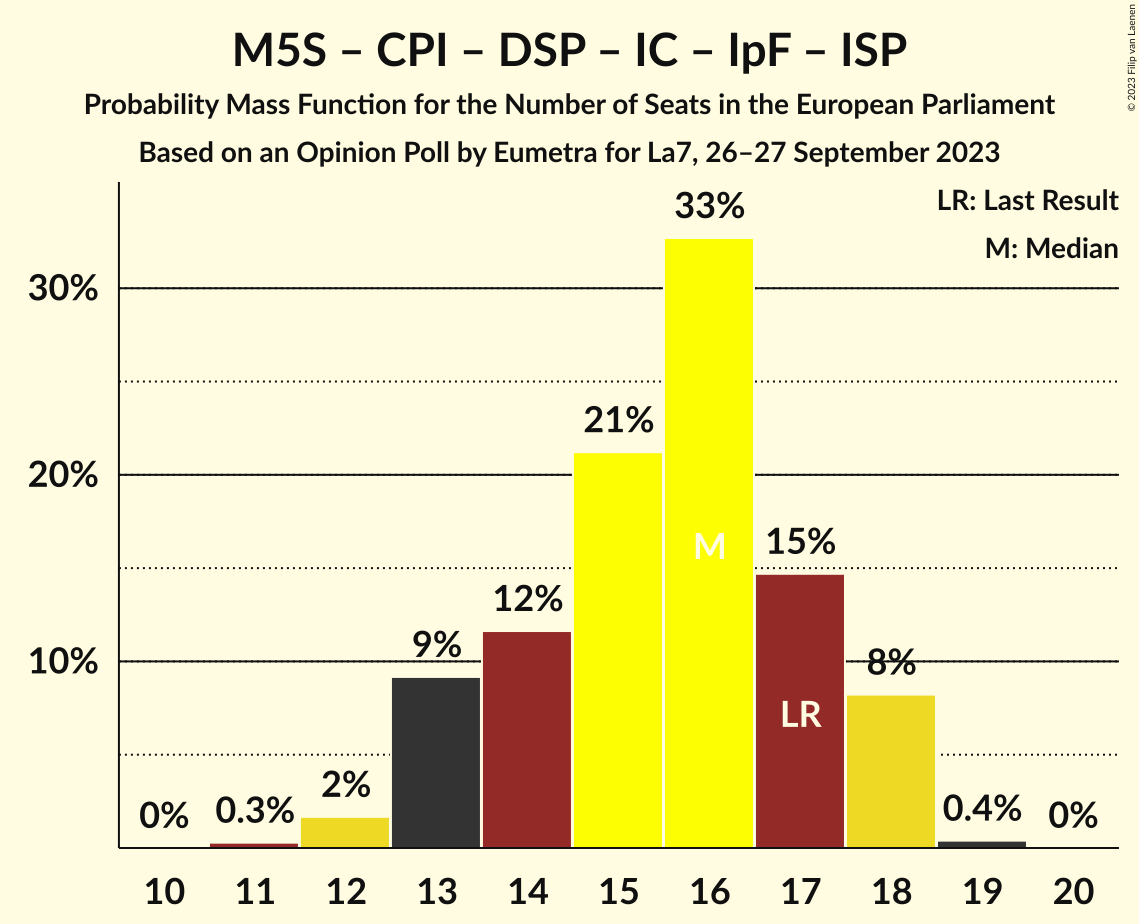 M5S – CPI – DSP – IC – IpF – ISP
Probability Mass Function for the Number of Seats in the European Parliament
Based on an Opinion Poll by Eumetra for La7, 26–27 September 2023
© 2023 Filip van Laenen
LR: Last Result
M: Median
30%
20%
10%
0%
0.3%
2%
9%
12%
21%
33%
15%
8%
0.4%
0%
M
LR
10 11 12 13 14 15 16 17 18 19 20